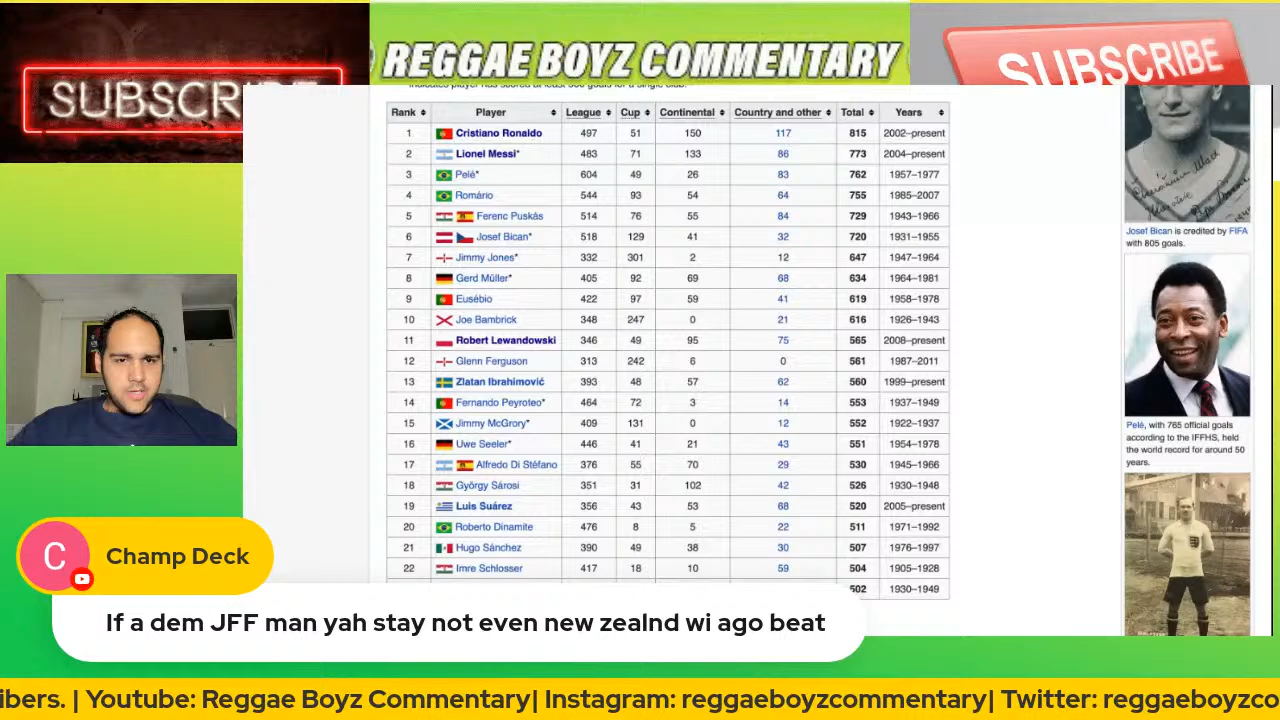 SUBSCR
REGGAE BOYZ COMMENTARY
SUBSCRIBE
indicates player has scored at least 500 goals for a single club.
Rank Player League Cup Continental Country and other Total Years
1 Cristiano Ronaldo 497 51 150 117 815 2002–present
2 Lionel Messi* 483 71 133 86 773 2004–present
3 Pelé* 604 49 26 83 762 1957–1977
4 Romário 544 93 54 64 755 1985–2007
5 Ferenc Puskás 514 76 55 84 729 1943–1966
6 Josef Bican* 518 129 41 32 720 1931–1955
7 Jimmy Jones* 332 301 2 12 647 1947–1964
8 Gerd Müller* 405 92 69 68 634 1964–1981
9 Eusébio 422 97 59 41 619 1958–1978
10 Joe Bambrick 348 247 0 21 616 1926–1943
11 Robert Lewandowski 346 49 95 75 565 2008–present
12 Glenn Ferguson 313 242 6 0 561 1987–2011
13 Zlatan Ibrahimović 393 48 57 62 560 1999–present
14 Fernando Peyroteo* 464 72 3 14 553 1937–1949
15 Jimmy McGrory* 409 131 0 12 552 1922–1937
16 Uwe Seeler* 446 41 21 43 551 1954–1978
17 Alfredo Di Stéfano 376 55 70 29 530 1945–1966
18 György Sárosi 351 31 102 42 526 1930–1948
19 Luis Suárez 356 43 53 68 520 2005–present
20 Roberto Dinamite 476 8 5 22 511 1971–1992
21 Hugo Sánchez 390 49 38 30 507 1976–1997
22 Imre Schlosser 417 18 10 59 504 1905–1928
502 1930–1949
Josef Bican is credited by FIFA
with 805 goals.
Pelé, with 765 official goals
according to the IFFHS, held
the world record for around 50
years.
C
Champ Deck
If a dem JFF man yah stay not even new zealnd wi ago beat
ibers. | Youtube: Reggae Boyz Commentary| Instagram: reggaeboyzcommentary| Twitter: reggaeboyzco